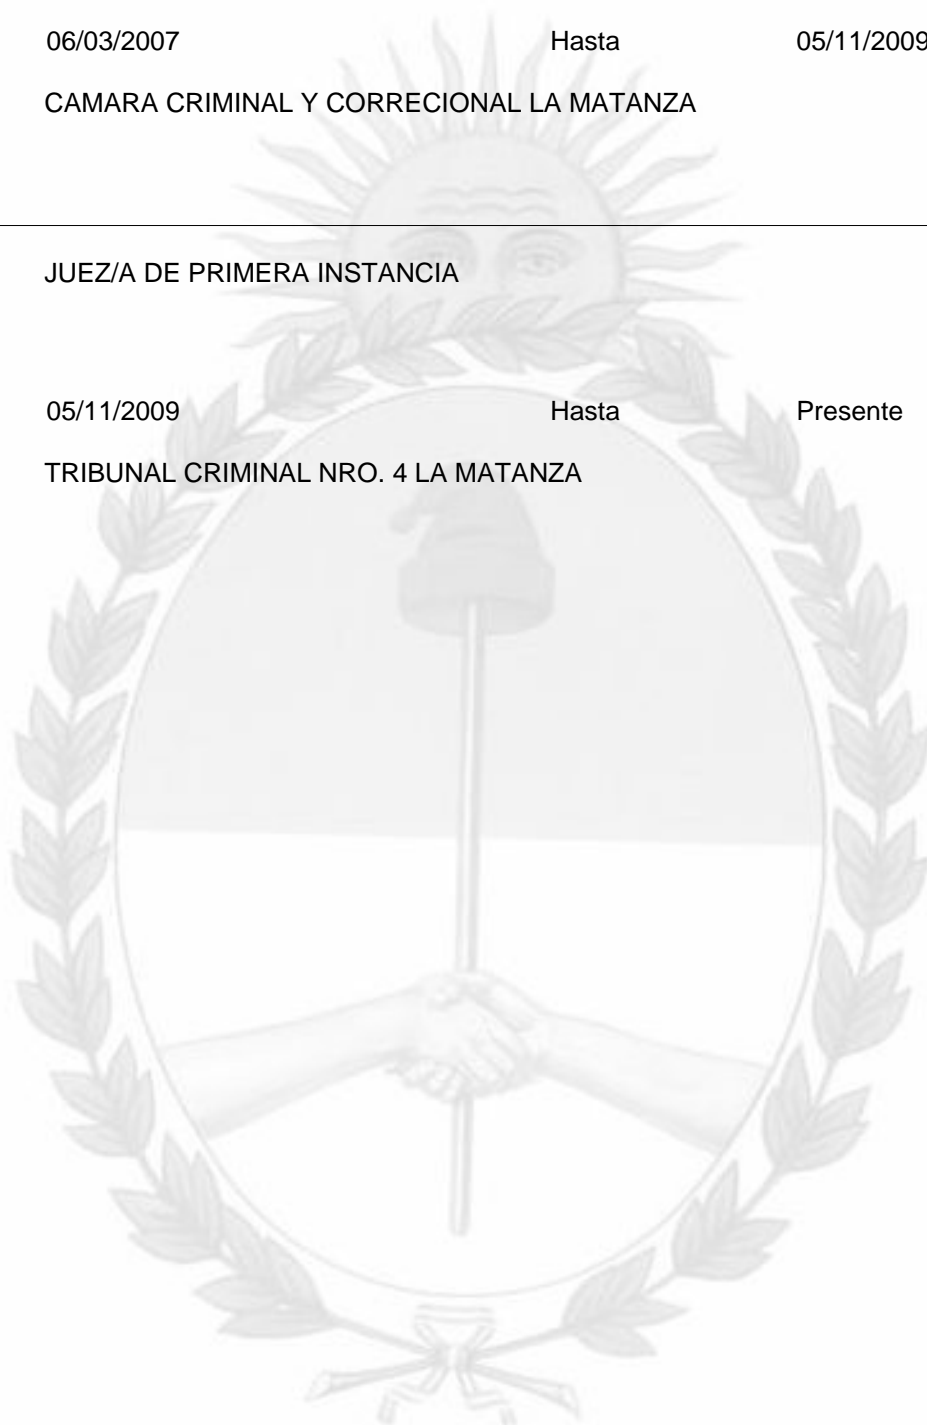 06/03/2007 Hasta 05/11/2009
CAMARA CRIMINAL Y CORRECIONAL LA MATANZA
JUEZ/A DE PRIMERA INSTANCIA
05/11/2009 Hasta Presente
TRIBUNAL CRIMINAL NRO. 4 LA MATANZA